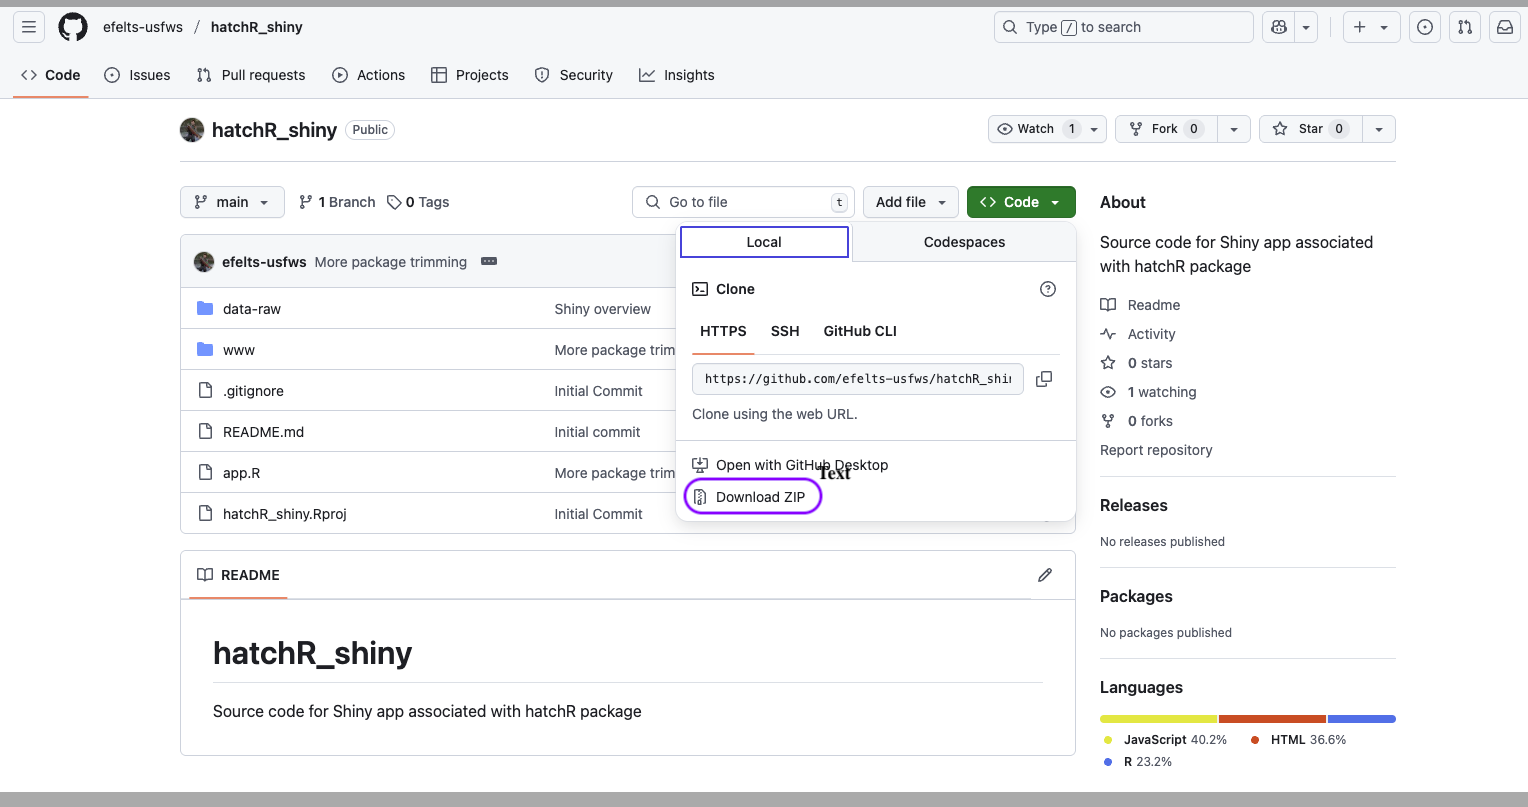 efelts-usfws / hatchR_shiny
Type / to search
Code Issues Pull requests Actions Projects Security Insights
hatchR_shiny Public
Watch 1 Fork 0 Star 0
main 1 Branch 0 Tags
Go to file t Add file Code
efelts-usfws More package trimming
data-raw Shiny overview
www More package trim
.gitignore Initial Commit
README.md Initial commit
app.R More package trim
hatchR_shiny.Rproj Initial Commit
Local Codespaces
Clone
HTTPS SSH GitHub CLI
https://github.com/efelts-usfws/hatchR_shin
Clone using the web URL.
Open with GitHub Desktop
Text
Download ZIP
README
hatchR_shiny
Source code for Shiny app associated with hatchR package
About
Source code for Shiny app associated
with hatchR package
Readme
Activity
0 stars
1 watching
0 forks
Report repository
Releases
No releases published
Packages
No packages published
Languages
JavaScript 40.2% HTML 36.6%
R 23.2%